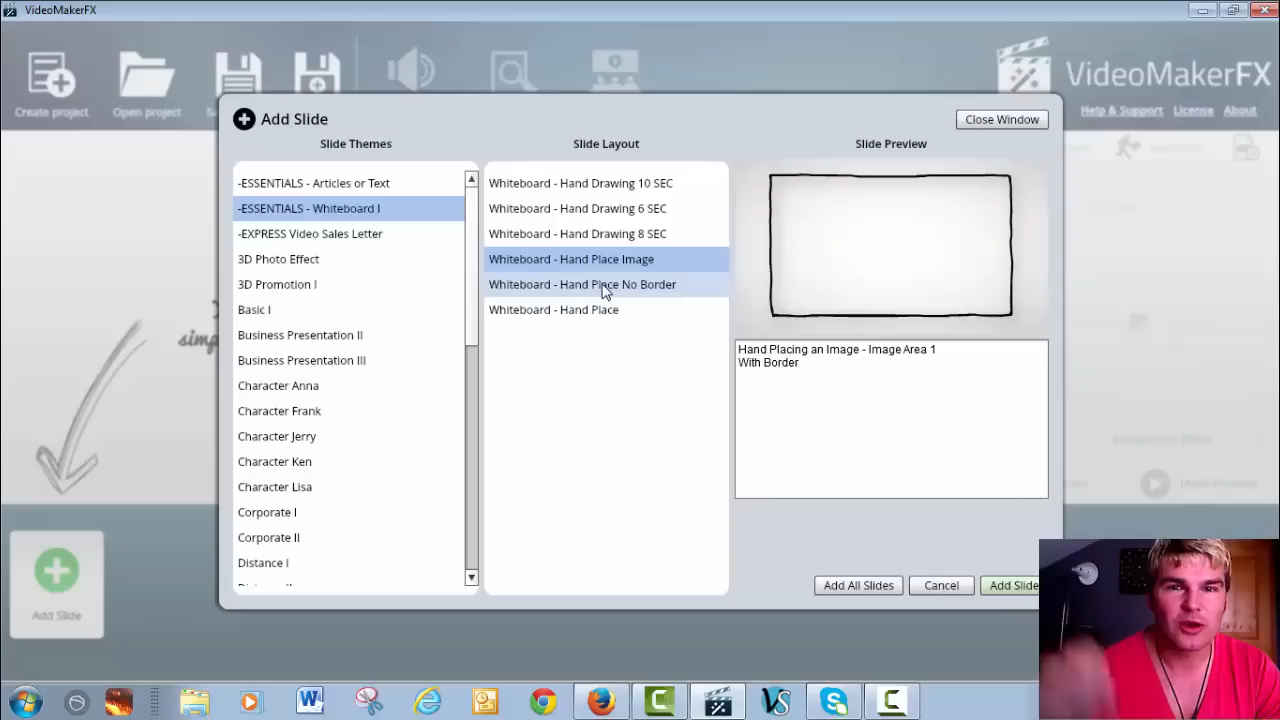 VideoMakerFX
VideoMakerFX
Create project
Open project
Help & Support
License
About
Add Slide
Close Window
Slide Themes
Slide Layout
Slide Preview
-ESSENTIALS - Articles or Text
-ESSENTIALS - Whiteboard I
-EXPRESS Video Sales Letter
3D Photo Effect
3D Promotion I
Basic I
Business Presentation II
Business Presentation III
Character Anna
Character Frank
Character Jerry
Character Ken
Character Lisa
Corporate I
Corporate II
Distance I
Whiteboard - Hand Drawing 10 SEC
Whiteboard - Hand Drawing 6 SEC
Whiteboard - Hand Drawing 8 SEC
Whiteboard - Hand Place Image
Whiteboard - Hand Place No Border
Whiteboard - Hand Place
Hand Placing an Image - Image Area 1
With Border
Add All Slides
Cancel
Add Slide
Add Slide